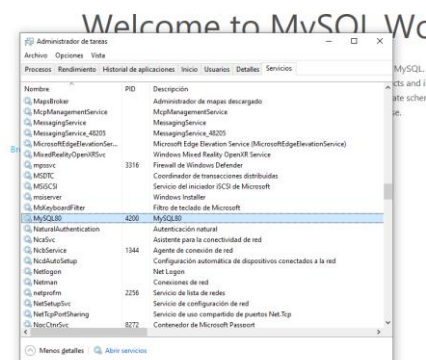 Welcome to MySQL Wo
Administrador de tareas
Archivo Opciones Vista
Procesos Rendimiento Historial de aplicaciones Inicio Usuarios Detalles Servicios
Nombre PID Descripción
MapsBroker Administrador de mapas descargado
McpManagementService McpManagementService
MessagingService MessagingService
MessagingService_48205 MessagingService_48205
MicrosoftEdgeElevationSer... Microsoft Edge Elevation Service (MicrosoftEdgeElevationService)
MixedRealityOpenXRSvc Windows Mixed Reality OpenXR Service
mpssvc 3316 Firewall de Windows Defender
MSDTC Coordinador de transacciones distribuidas
MSiSCSI Servicio del iniciador iSCSI de Microsoft
msiserver Windows Installer
MsKeyboardFilter Filtro de teclado de Microsoft
MySQL80 4200 MySQL80
NaturalAuthentication Autenticación natural
NcaSvc Asistente para la conectividad de red
NcbService 1344 Agente de conexión de red
NcdAutoSetup Configuración automática de dispositivos conectados a la red
Netlogon Net Logon
Netman Conexiones de red
netprofm 2256 Servicio de lista de redes
NetSetupSvc Servicio de configuración de red
NetTcpPortSharing Servicio de uso compartido de puertos Net.Tcp
NgcCtnrSvc 8272 Contenedor de Microsoft Passport
Menos detalles Abrir servicios
MySQL.
cts and i
ate scher
se.
Br